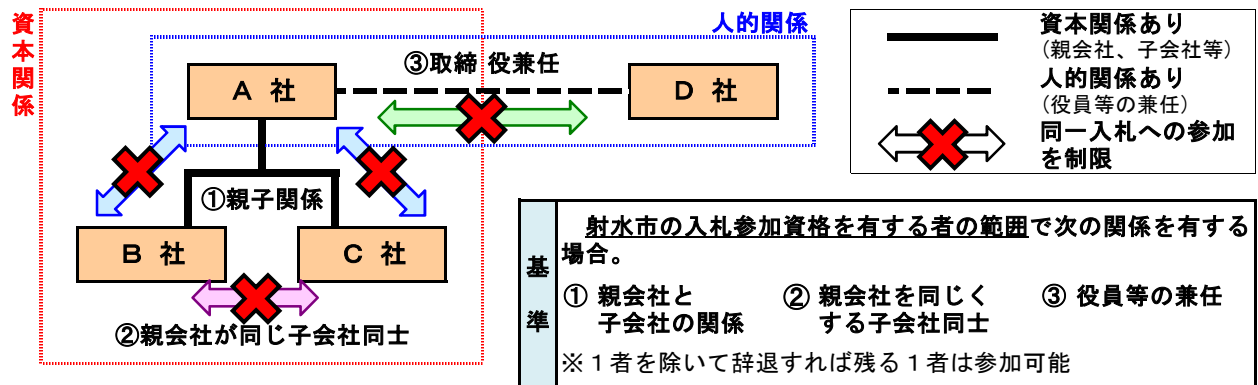 資本関係
人的関係
③取締役兼任
A 社
D 社
①親子関係
B 社
C 社
②親会社が同じ子会社同士
資本関係あり
(親会社、子会社等)
人的関係あり
(役員等の兼任)
同一入札への参加
を制限
基準
射水市の入札参加資格を有する者の範囲で次の関係を有する
場合。
① 親会社と
子会社の関係
② 親会社を同じく
する子会社同士
③ 役員等の兼任
※1者を除いて辞退すれば残る1者は参加可能